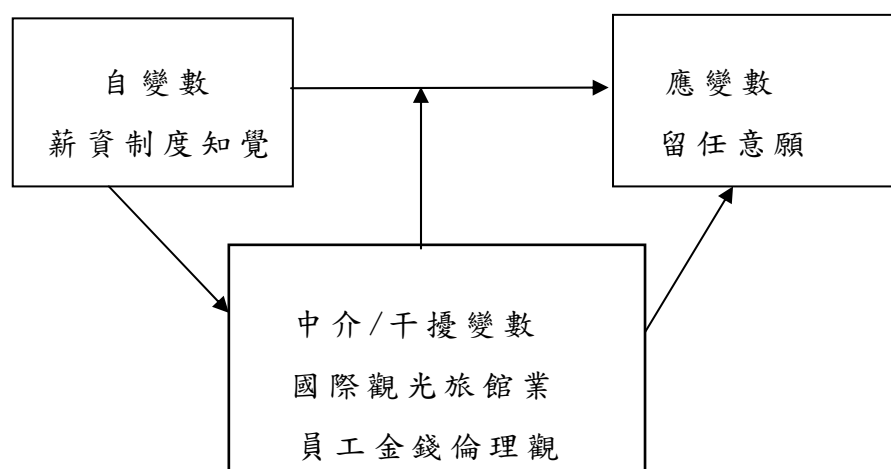 自變數
薪資制度知覺
應變數
留任意願
中介/干擾變數
國際觀光旅館業
員工金錢倫理觀